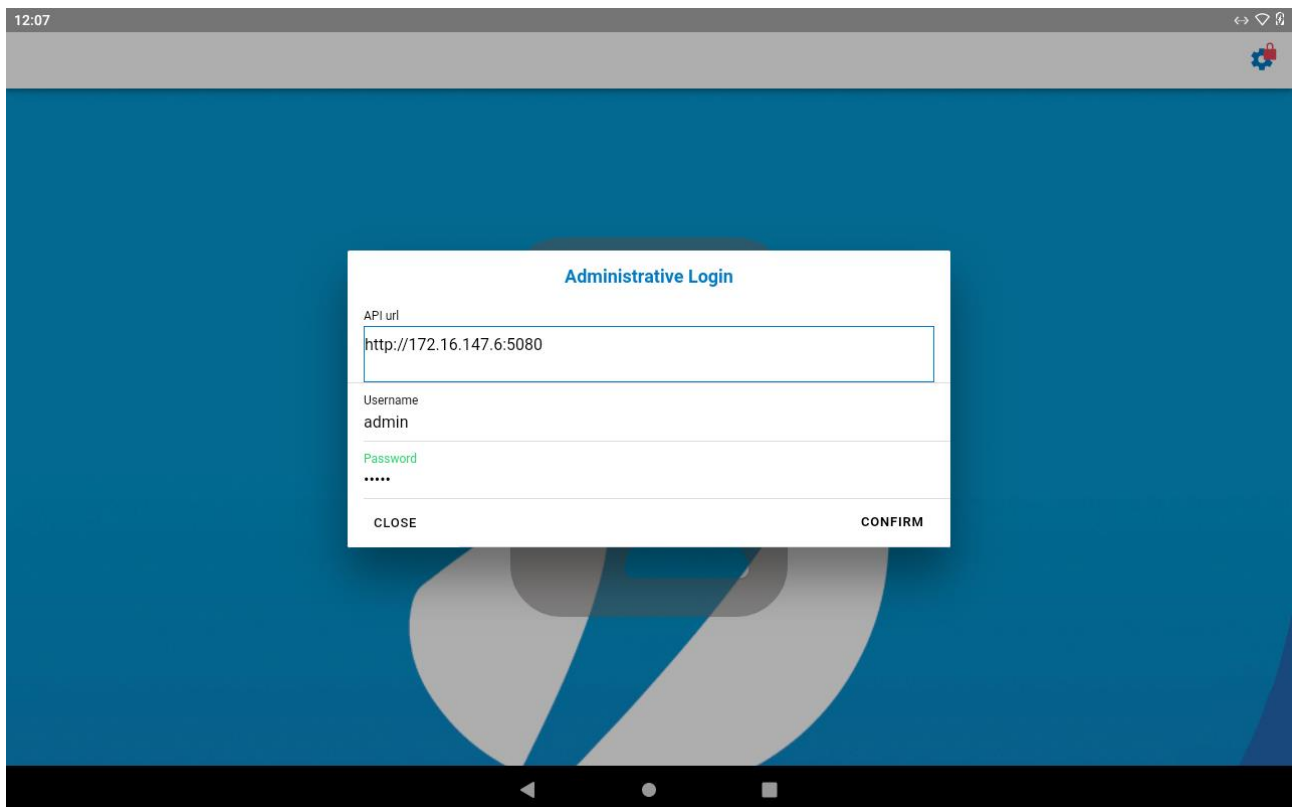 12:07
Administrative Login
API url
http://172.16.147.6:5080
Username
admin
Password
•••••
CLOSE
CONFIRM